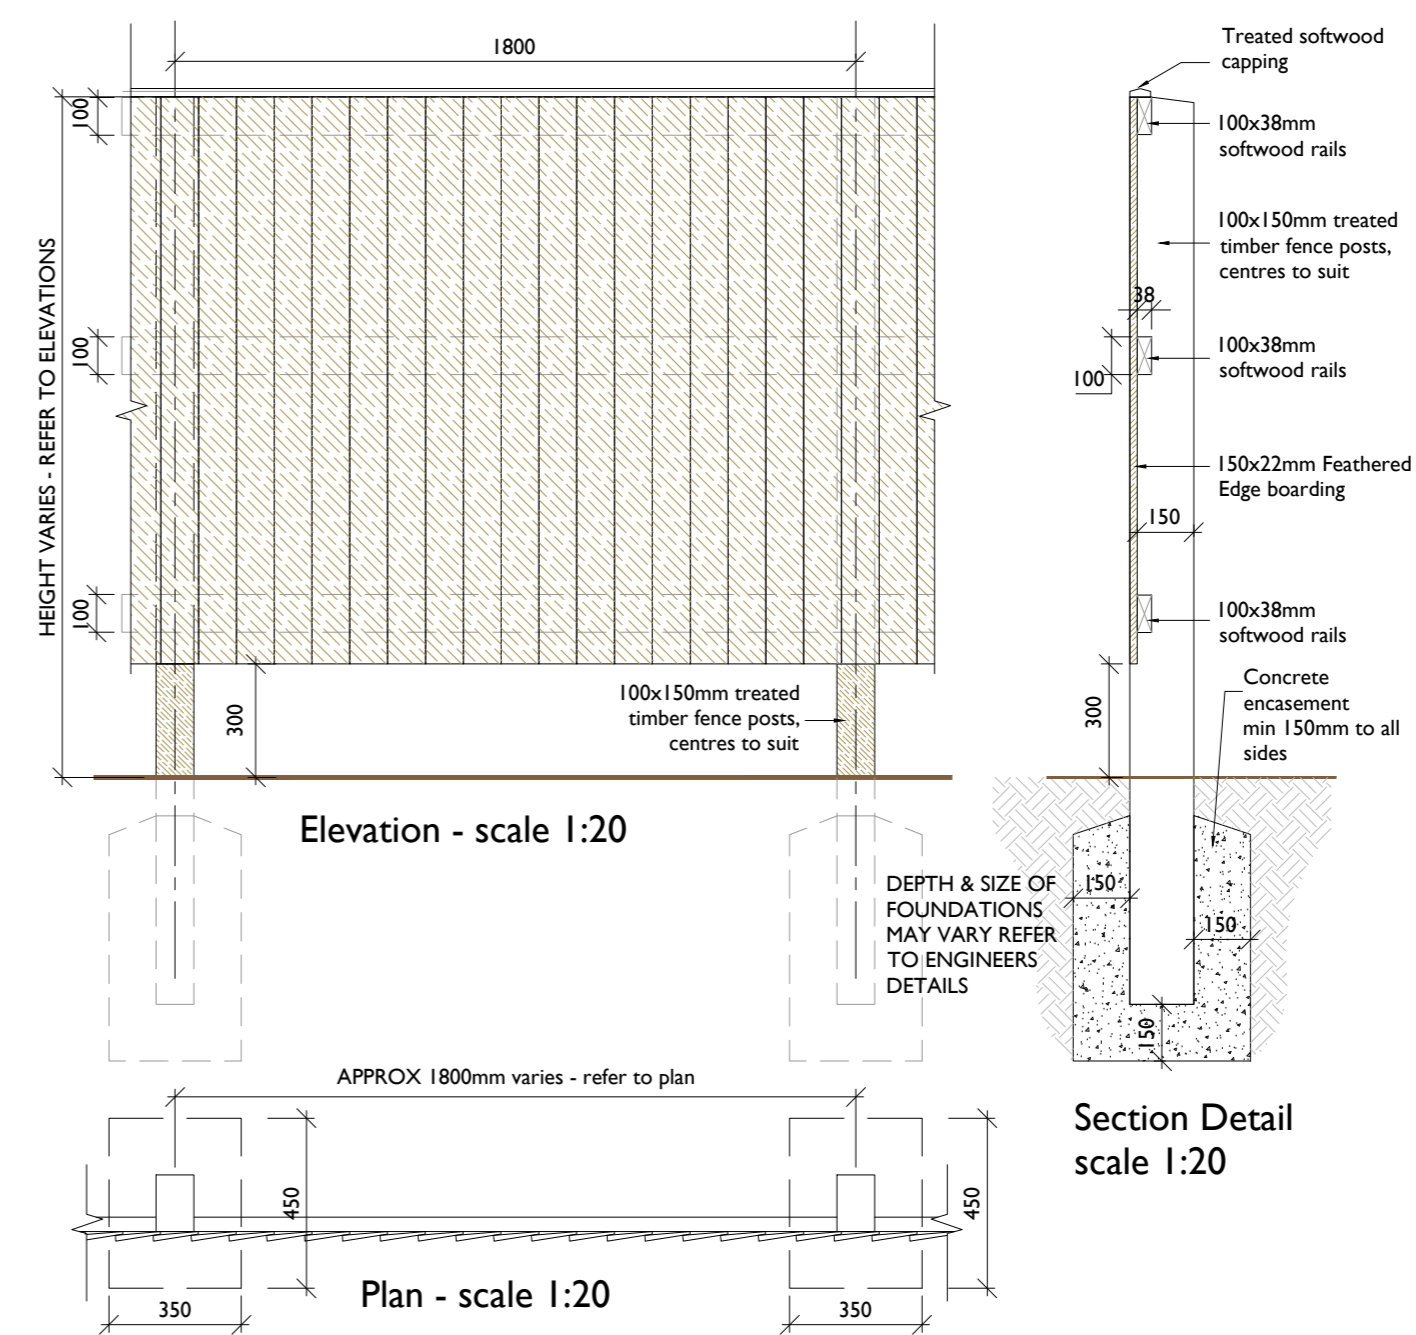 1800
100
HEIGHT VARIES - REFER TO ELEVATIONS
100
100
300
100x150mm treated
timber fence posts,
centres to suit
Elevation - scale 1:20
DEPTH & SIZE OF
FOUNDATIONS
MAY VARY REFER
TO ENGINEERS
DETAILS
APPROX 1800mm varies - refer to plan
450
450
350
350
Plan - scale 1:20
Treated softwood
capping
100x38mm
softwood rails
100x150mm treated
timber fence posts,
centres to suit
38
100x38mm
softwood rails
100
150x22mm Feathered
Edge boarding
150
100x38mm
softwood rails
Concrete
encasement
min 150mm to all
sides
300
150
150
150
Section Detail
scale 1:20